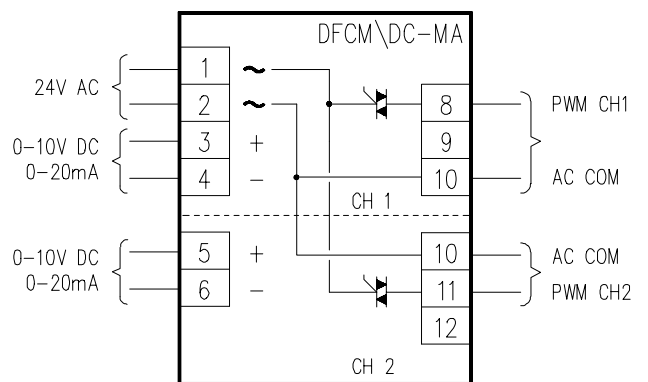 DFCM\DC-MA
24V AC
1 ~
2 ~
0-10V DC
0-20mA
3 +
4 -
8
9
10
PWM CH1
AC COM
CH 1
0-10V DC
0-20mA
5 +
6 -
10
11
12
AC COM
PWM CH2
CH 2